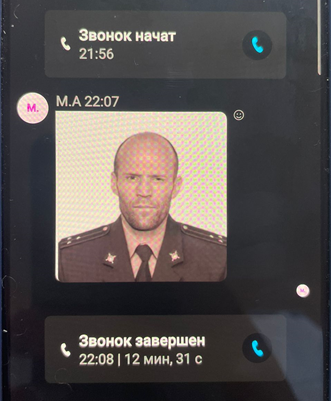 Звонок начат
21:56
М.А 22:07
М.
М.
Звонок завершен
22:08 | 12 мин, 31 с